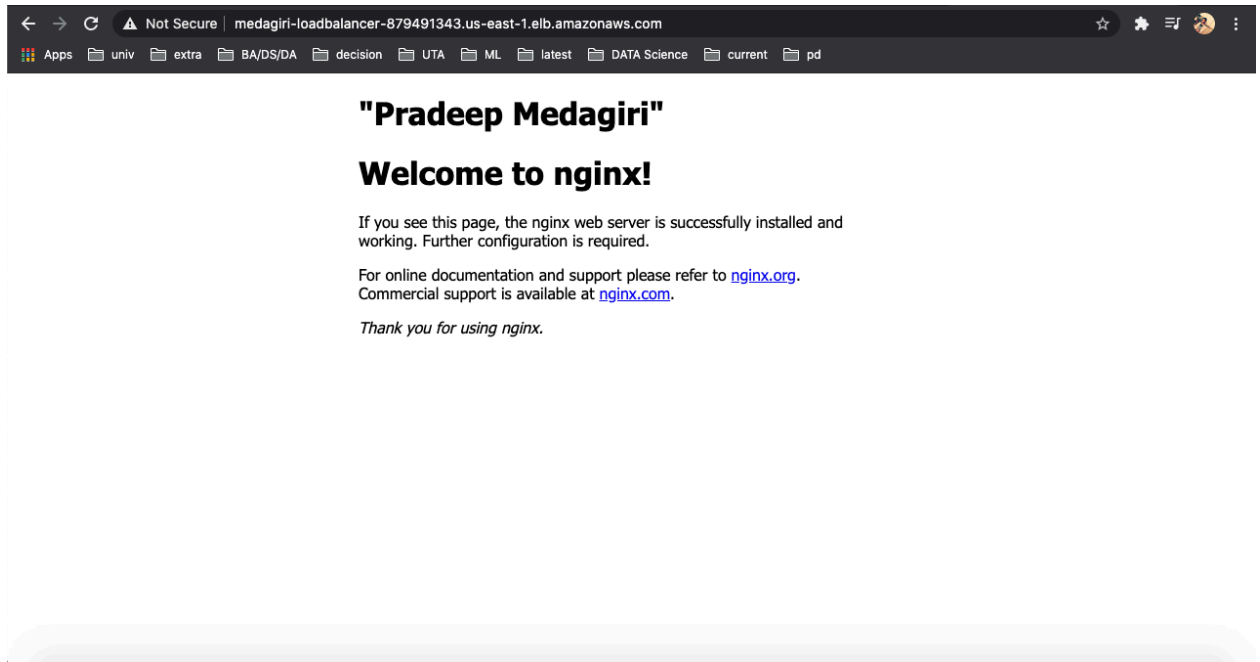 Not Secure medagiri-loadbalancer-879491343.us-east-1.elb.amazonaws.com
Apps univ extra BA/DS/DA decision UTA ML latest DATA Science current pd
"Pradeep Medagiri"
Welcome to nginx!
If you see this page, the nginx web server is successfully installed and
working. Further configuration is required.
For online documentation and support please refer to nginx.org.
Commercial support is available at nginx.com.
Thank you for using nginx.